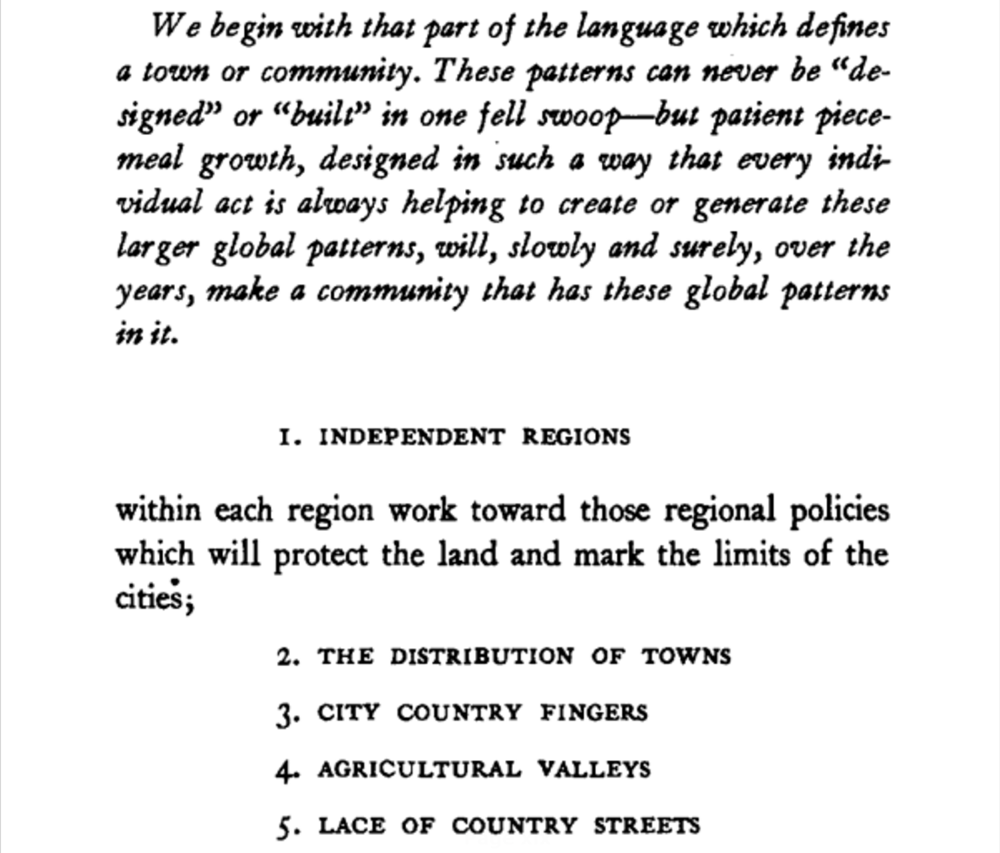 We begin with that part of the language which defines
a town or community. These patterns can never be “de-
signed” or “built” in one fell swoop—but patient piece-
meal growth, designed in such a way that every indi-
vidual act is always helping to create or generate these
larger global patterns, will, slowly and surely, over the
years, make a community that has these global patterns
in it.
1. INDEPENDENT REGIONS
within each region work toward those regional policies
which will protect the land and mark the limits of the
cities;
2. THE DISTRIBUTION OF TOWNS
3. CITY COUNTRY FINGERS
4. AGRICULTURAL VALLEYS
5. LACE OF COUNTRY STREETS